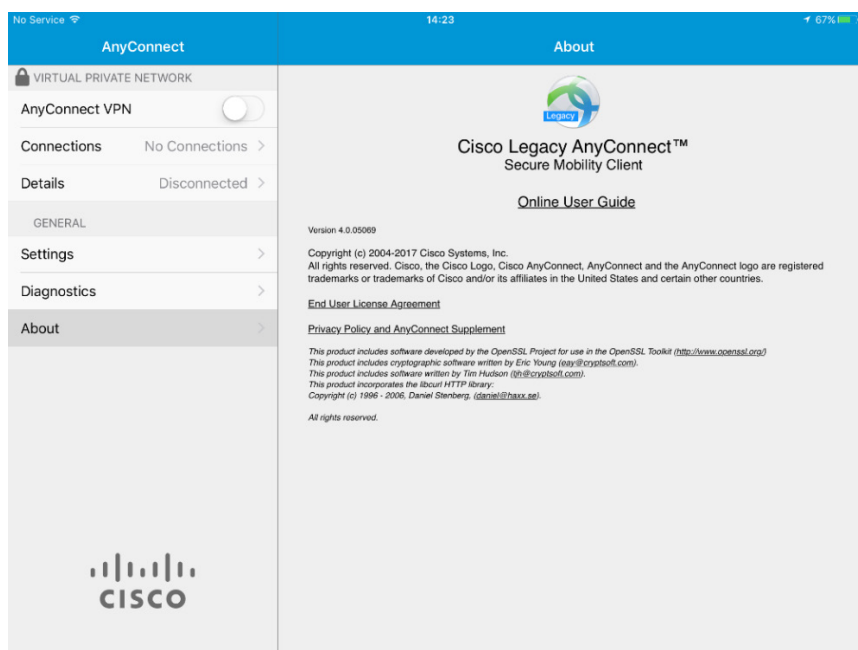 No Service 14:23 67%
AnyConnect
About
VIRTUAL PRIVATE NETWORK
AnyConnect VPN
Connections No Connections
Details Disconnected
GENERAL
Settings
Diagnostics
About
CISCO
Legacy
Cisco Legacy AnyConnect™
Secure Mobility Client
Online User Guide
Version 4.0.05069
Copyright (c) 2004-2017 Cisco Systems, Inc.
All rights reserved. Cisco, the Cisco Logo, Cisco AnyConnect, AnyConnect and the AnyConnect logo are registered
trademarks or trademarks of Cisco and/or its affiliates in the United States and certain other countries.
End User License Agreement
Privacy Policy and AnyConnect Supplement
This product includes software developed by the OpenSSL Project for use in the OpenSSL Toolkit (http://www.openssl.org/)
This product includes cryptographic software written by Eric Young (eay@cryptsoft.com).
This product includes software written by Tim Hudson (tjh@cryptsoft.com).
This product incorporates the libcurl HTTP library:
Copyright (c) 1996 - 2006, Daniel Stenberg, (daniel@haxx.se).
All rights reserved.